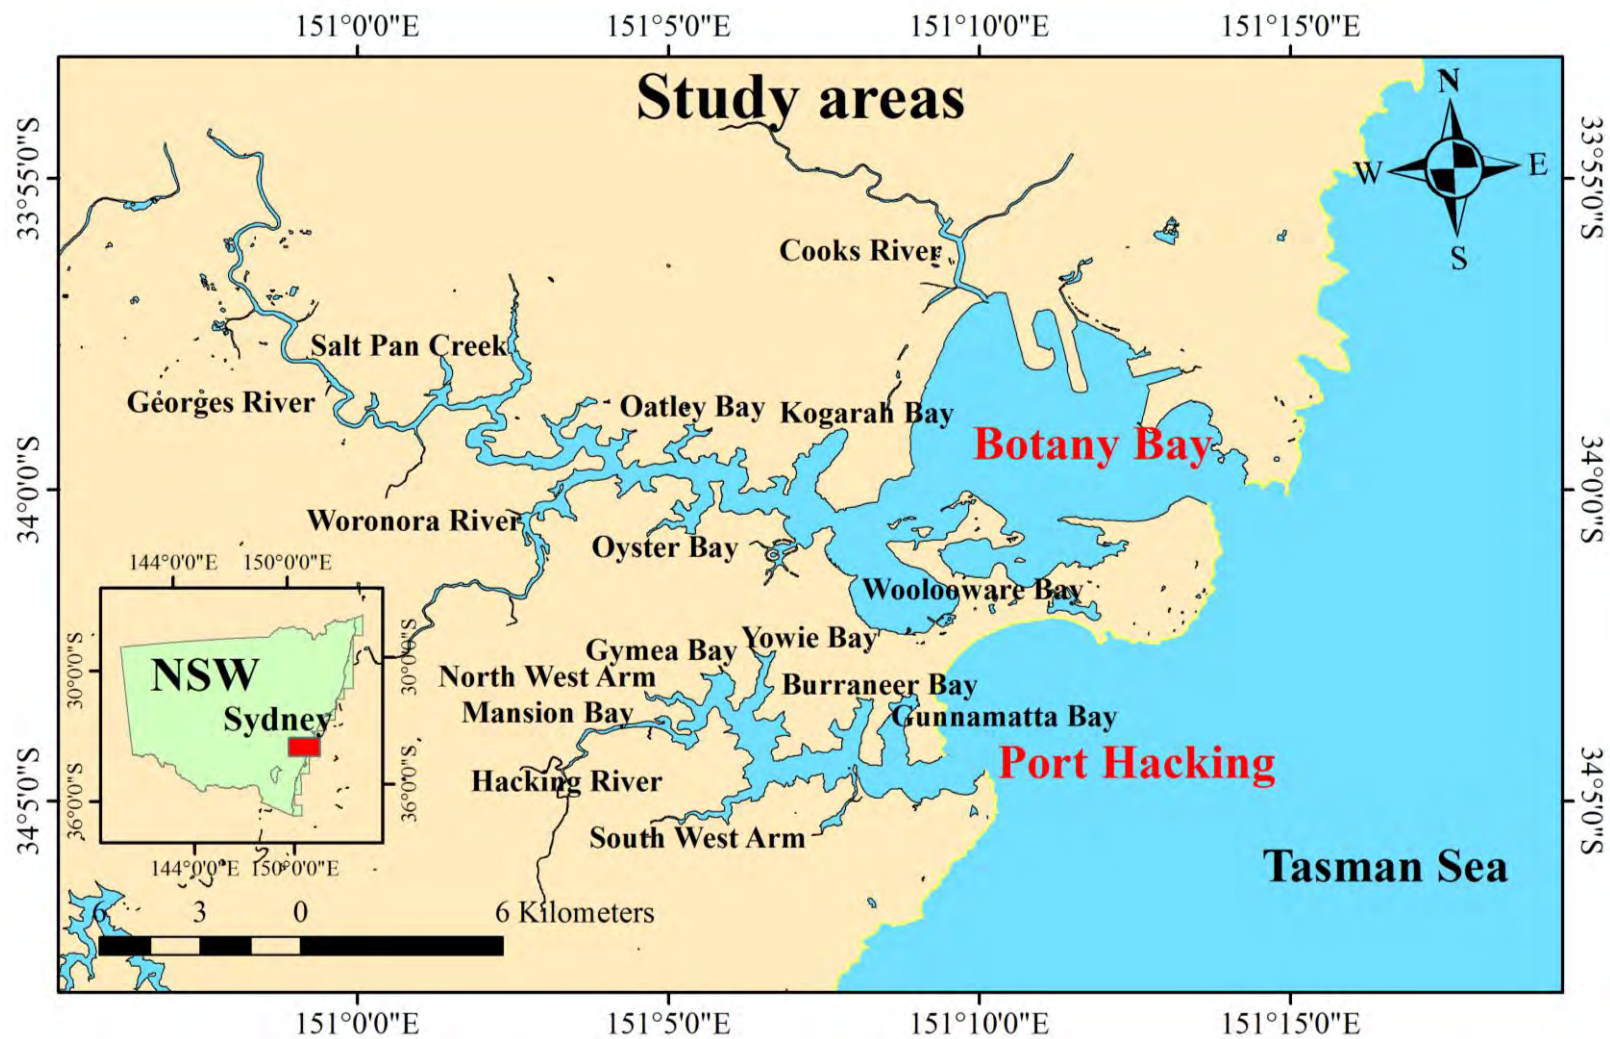 151°0'0"E 151°5'0"E 151°10'0"E 151°15'0"E
Study areas
N
W E
S
33°55'0"S
33°55'0"S
Cooks River
Salt Pan Creek
Georges River
Oatley Bay
Kogarah Bay
Botany Bay
34°0'0"S
34°0'0"S
Woronora River
Oyster Bay
Woolooware Bay
144°0'0"E 150°0'0"E
30°0'0"S
30°0'0"S
NSW
Sydney
36°0'0"S
36°0'0"S
144°0'0"E 150°0'0"E
Gymea Bay
Yowie Bay
North West Arm
Burraneer Bay
Mansion Bay
Gunnamatta Bay
Port Hacking
Hacking River
South West Arm
34°5'0"S
34°5'0"S
Tasman Sea
6 3 0 6 Kilometers
151°0'0"E 151°5'0"E 151°10'0"E 151°15'0"E